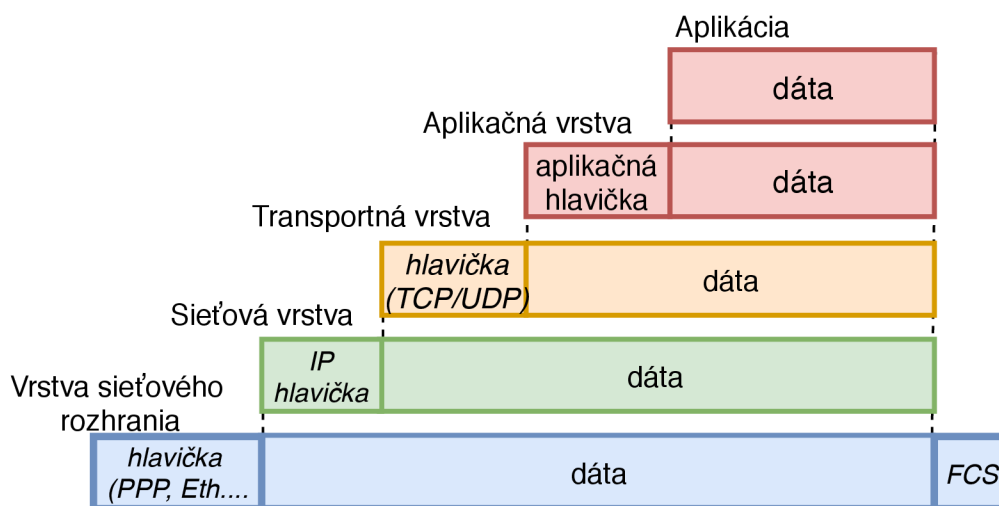 Aplikácia
dáta
Aplikačná vrstva
aplikačná
hlavička
dáta
Transportná vrstva
hlavička
(TCP/UDP)
dáta
Sieťová vrstva
IP
hlavička
dáta
Vrstva sieťového
rozhrania
hlavička
(PPP, Eth....
dáta
FCS